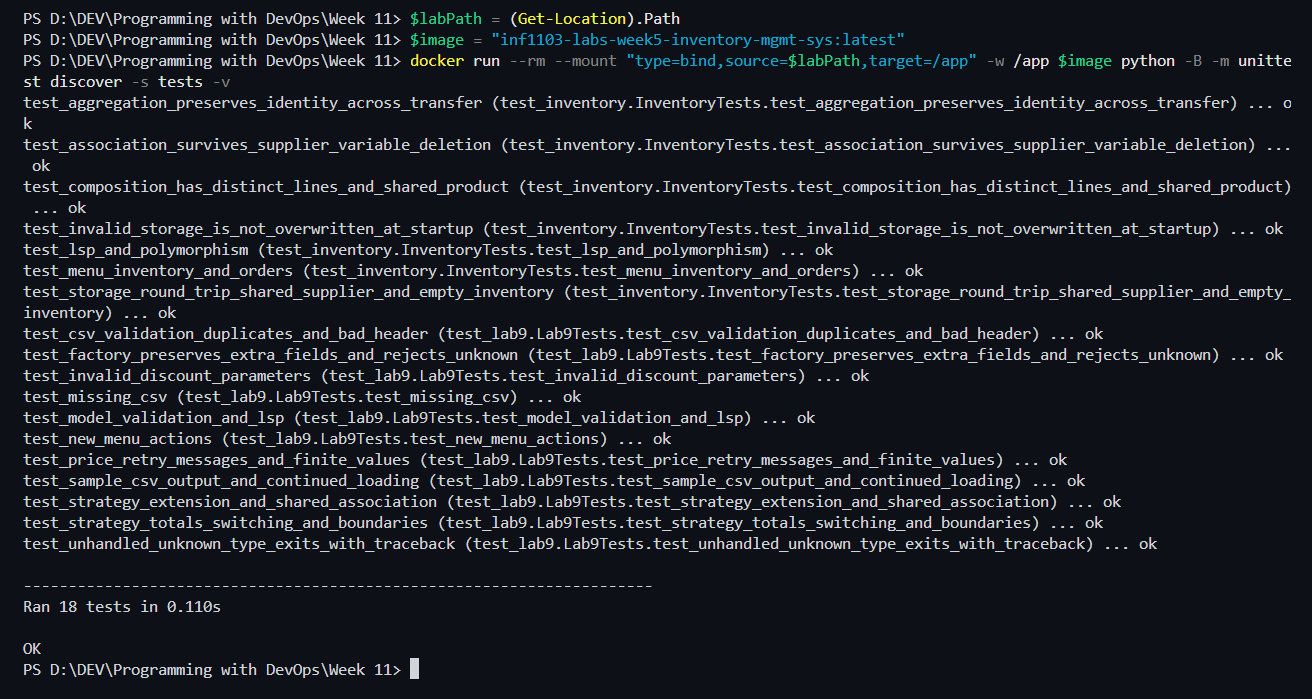 PS D:\DEV\Programming with DevOps\Week 11> $labPath = (Get-Location).Path
PS D:\DEV\Programming with DevOps\Week 11> $image = "inf1103-labs-week5-inventory-mgmt-sys:latest"
PS D:\DEV\Programming with DevOps\Week 11> docker run --rm --mount "type=bind,source=$labPath,target=/app" -w /app $image python -B -m unitte
st discover -s tests -v
test_aggregation_preserves_identity_across_transfer (test_inventory.InventoryTests.test_aggregation_preserves_identity_across_transfer) ... o
k
test_association_survives_supplier_variable_deletion (test_inventory.InventoryTests.test_association_survives_supplier_variable_deletion) ...
 ok
test_composition_has_distinct_lines_and_shared_product (test_inventory.InventoryTests.test_composition_has_distinct_lines_and_shared_product)
 ... ok
test_invalid_storage_is_not_overwritten_at_startup (test_inventory.InventoryTests.test_invalid_storage_is_not_overwritten_at_startup) ... ok
test_lsp_and_polymorphism (test_inventory.InventoryTests.test_lsp_and_polymorphism) ... ok
test_menu_inventory_and_orders (test_inventory.InventoryTests.test_menu_inventory_and_orders) ... ok
test_storage_round_trip_shared_supplier_and_empty_inventory (test_inventory.InventoryTests.test_storage_round_trip_shared_supplier_and_empty_
inventory) ... ok
test_csv_validation_duplicates_and_bad_header (test_lab9.Lab9Tests.test_csv_validation_duplicates_and_bad_header) ... ok
test_factory_preserves_extra_fields_and_rejects_unknown (test_lab9.Lab9Tests.test_factory_preserves_extra_fields_and_rejects_unknown) ... ok
test_invalid_discount_parameters (test_lab9.Lab9Tests.test_invalid_discount_parameters) ... ok
test_missing_csv (test_lab9.Lab9Tests.test_missing_csv) ... ok
test_model_validation_and_lsp (test_lab9.Lab9Tests.test_model_validation_and_lsp) ... ok
test_new_menu_actions (test_lab9.Lab9Tests.test_new_menu_actions) ... ok
test_price_retry_messages_and_finite_values (test_lab9.Lab9Tests.test_price_retry_messages_and_finite_values) ... ok
test_sample_csv_output_and_continued_loading (test_lab9.Lab9Tests.test_sample_csv_output_and_continued_loading) ... ok
test_strategy_extension_and_shared_association (test_lab9.Lab9Tests.test_strategy_extension_and_shared_association) ... ok
test_strategy_totals_switching_and_boundaries (test_lab9.Lab9Tests.test_strategy_totals_switching_and_boundaries) ... ok
test_unhandled_unknown_type_exits_with_traceback (test_lab9.Lab9Tests.test_unhandled_unknown_type_exits_with_traceback) ... ok
----------------------------------------------------------------------
Ran 18 tests in 0.110s
OK
PS D:\DEV\Programming with DevOps\Week 11>